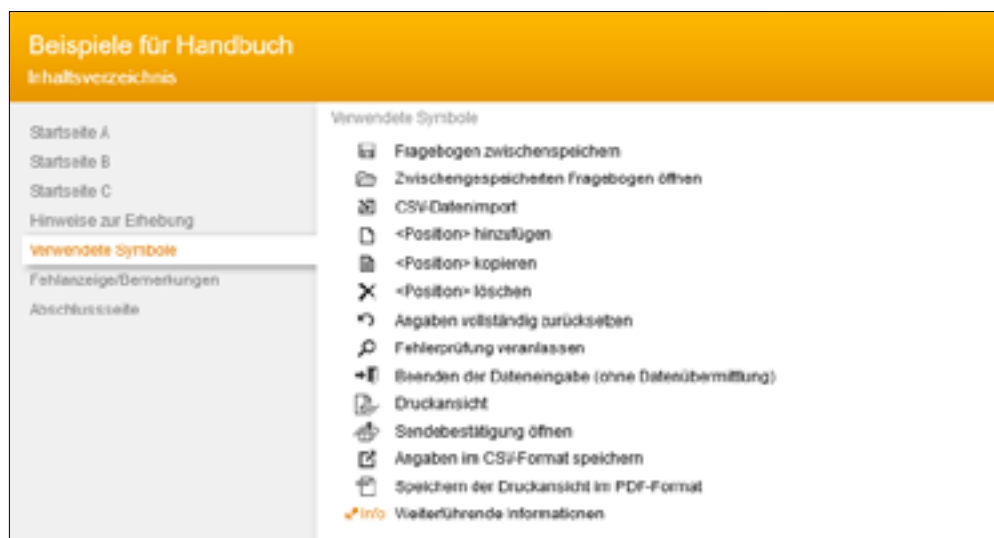 Beispiele für Handbuch
Inhaltsverzeichnis
Startseite A
Startseite B
Startseite C
Hinweise zur Erhebung
Verwendete Symbole
Fehlanzeige/Bemerkungen
Abschlussseite
Verwendete Symbole
Fragebogen zwischenspeichern
Zwischengespeicherten Fragebogen öffnen
CSV-Datenimport
<Position> hinzufügen
<Position> kopieren
<Position> löschen
Angaben vollständig zurücksetzen
Fehlerprüfung veranlassen
Beenden der Dateneingabe (ohne Datenübermittlung)
Druckansicht
Sendebestätigung öffnen
Angaben im CSV-Format speichern
Speichern der Druckansicht im PDF-Format
Info Weiterführende Informationen